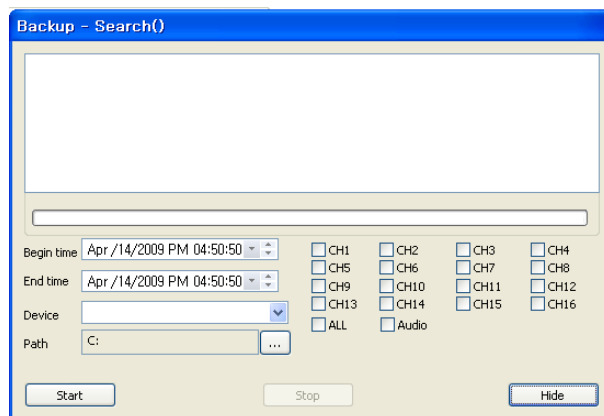 Backup - Search()
Begin time Apr /14/2009 PM 04:50:50
End time Apr /14/2009 PM 04:50:50
Device
Path C: ...
CH1 CH2 CH3 CH4
CH5 CH6 CH7 CH8
CH9 CH10 CH11 CH12
CH13 CH14 CH15 CH16
ALL Audio
Start Stop Hide